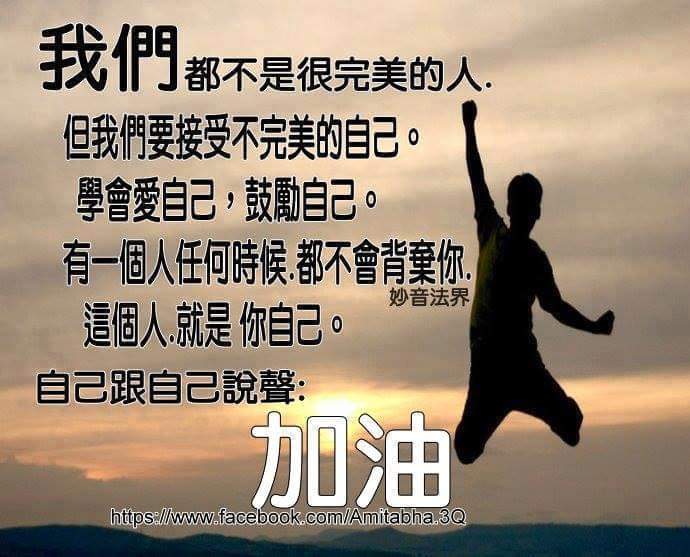 我們都不是很完美的人.
但我們要接受不完美的自己。
學會愛自己，鼓勵自己。
有一個人任何時候.都不會背棄你.
妙音法界
這個人.就是 你自己。
自己跟自己說聲:
加油
https://www.facebook.com/Amitabha.3Q